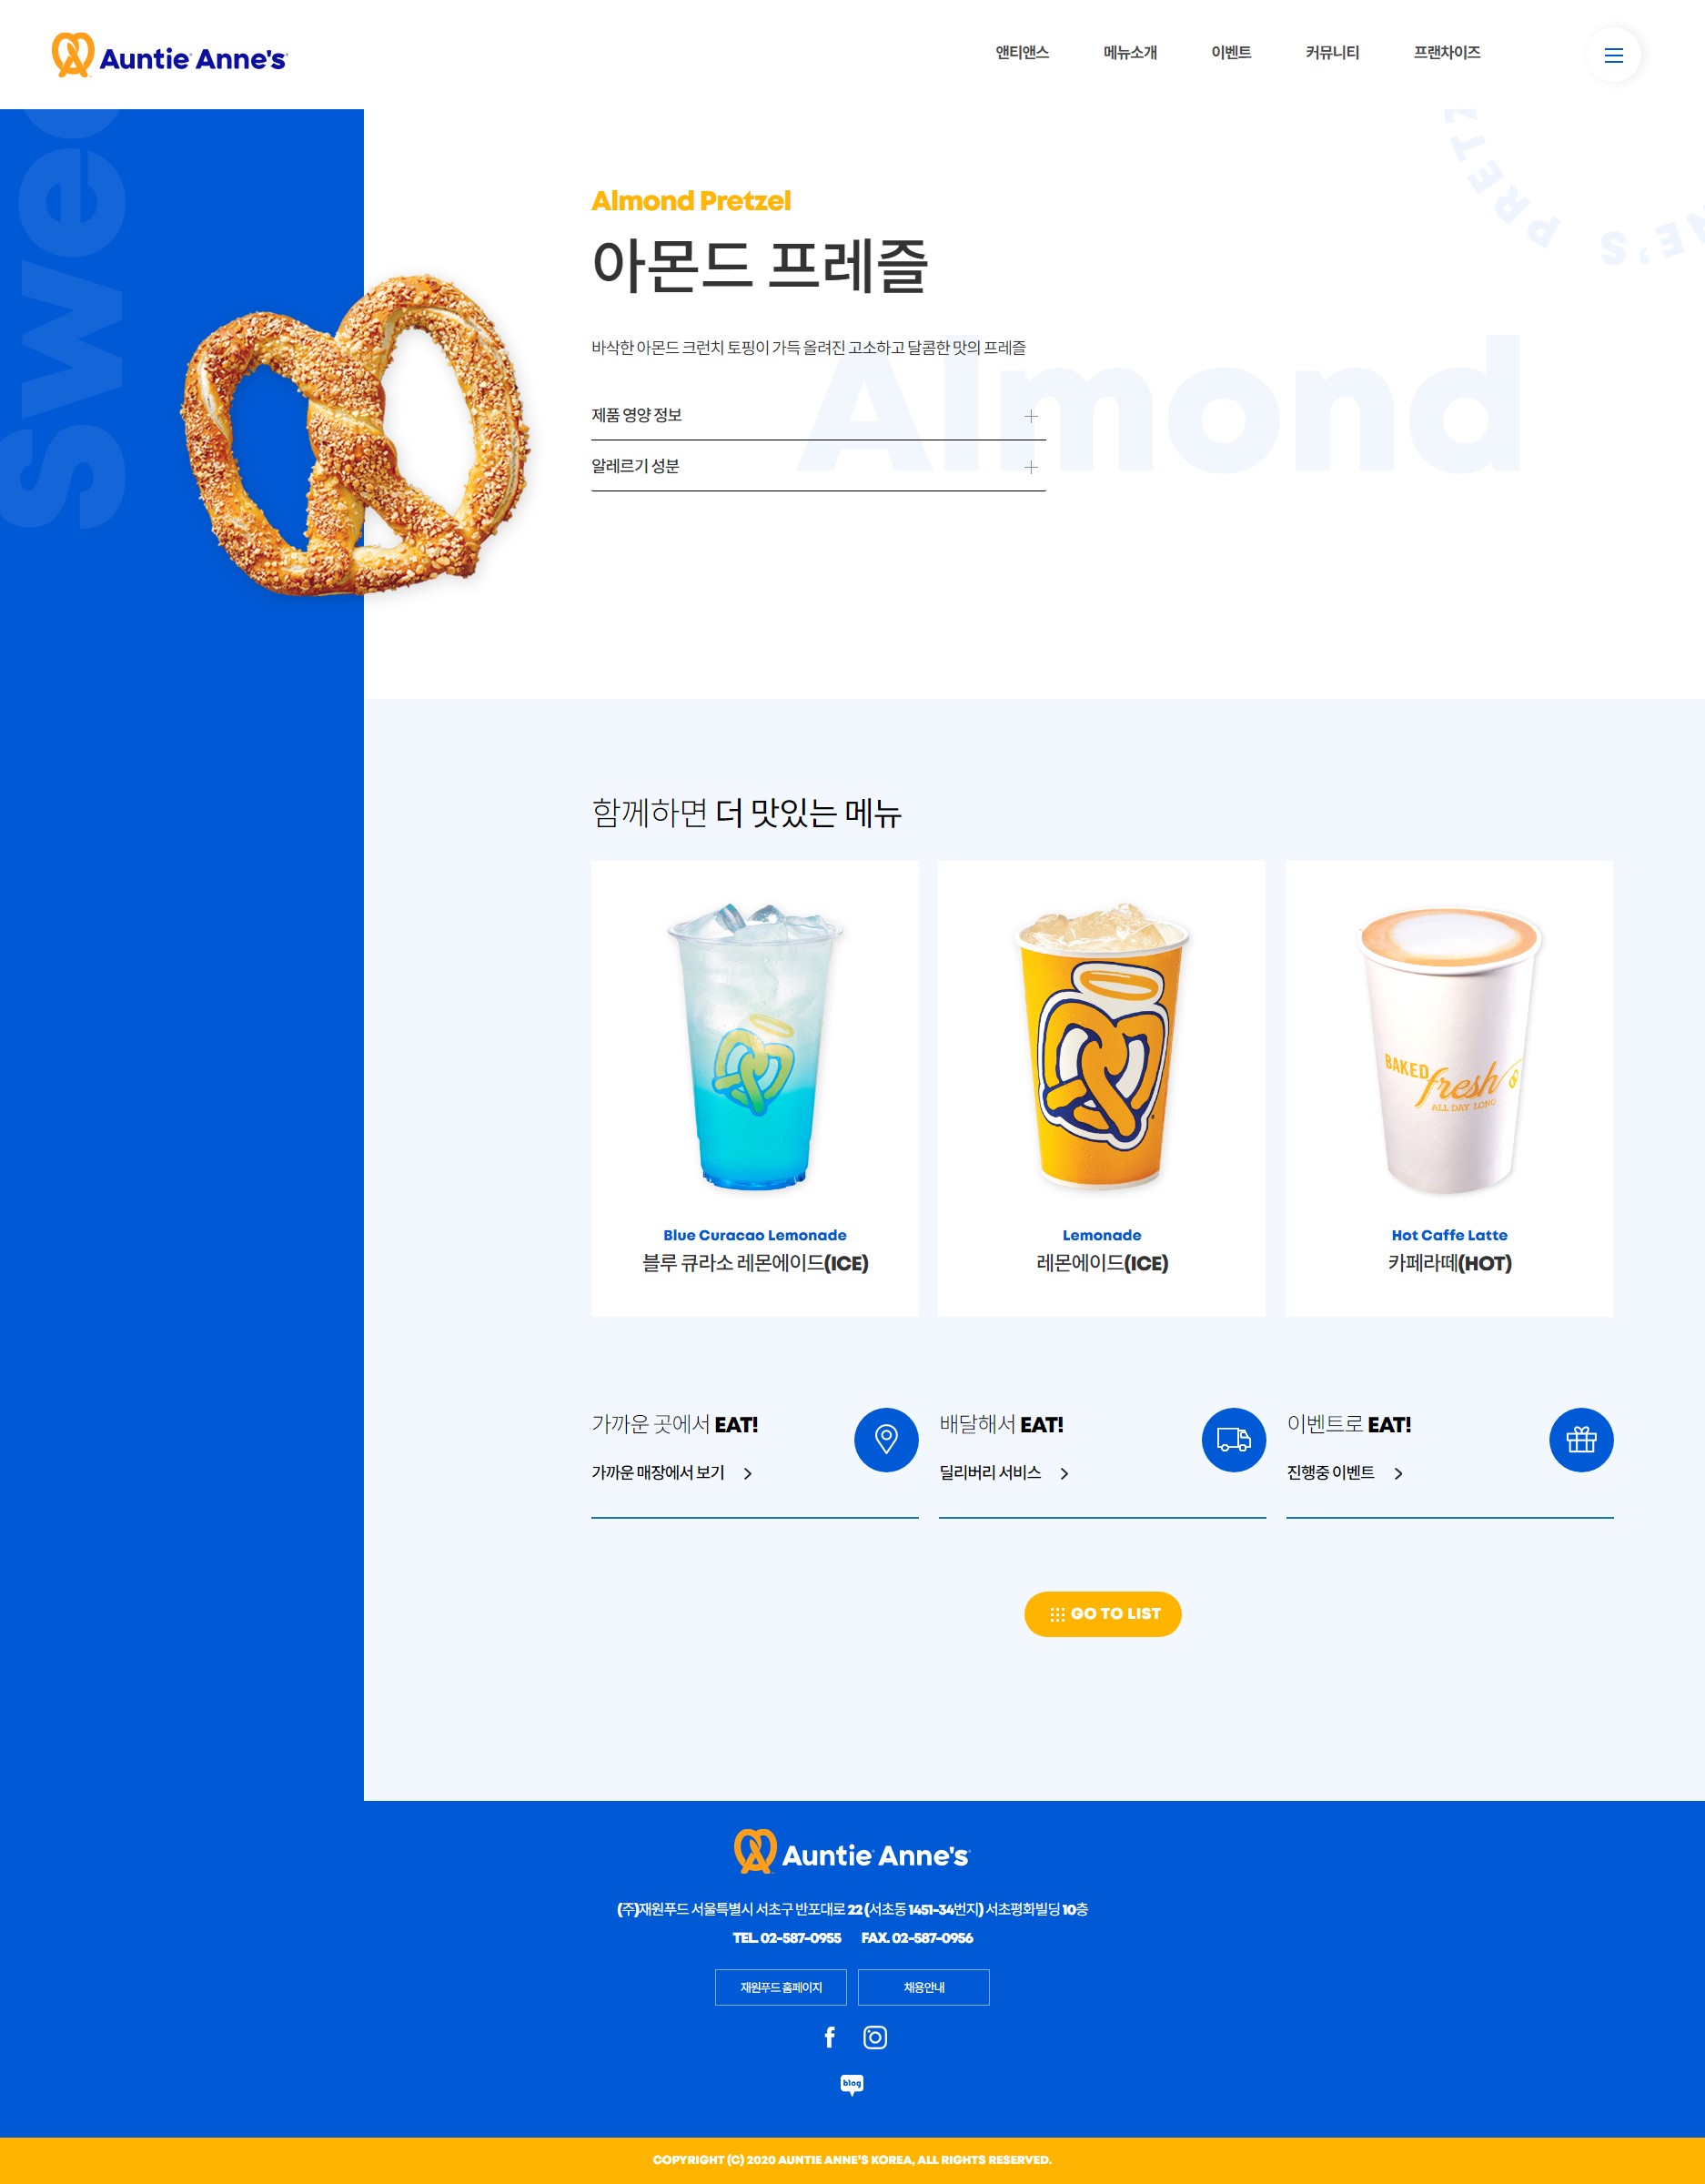 Auntie Anne's
앤티앤스 메뉴소개 이벤트 커뮤니티 프랜차이즈
Swee
PRETZ
NE'S
Almond Pretzel
아몬드 프레즐
바삭한 아몬드 크런치 토핑이 가득 올려진 고소하고 달콤한 맛의 프레즐
Almond
제품 영양 정보
알레르기 성분
함께하면 더 맛있는 메뉴
BAKED
fresh
ALL DAY LONG
Blue Curacao Lemonade
블루 큐라소 레몬에이드(ICE)
Lemonade
레몬에이드(ICE)
Hot Caffe Latte
카페라떼(HOT)
가까운 곳에서 EAT!
가까운 매장에서 보기
배달해서 EAT!
딜리버리 서비스
이벤트로 EAT!
진행중 이벤트
GO TO LIST
Auntie Anne's
(주)재원푸드 서울특별시 서초구 반포대로 22 (서초동 1451-34번지) 서초평화빌딩 10층
TEL. 02-587-0955 FAX. 02-587-0956
재원푸드 홈페이지 채용안내
blog
COPYRIGHT (C) 2020 AUNTIE ANNE'S KOREA, ALL RIGHTS RESERVED.